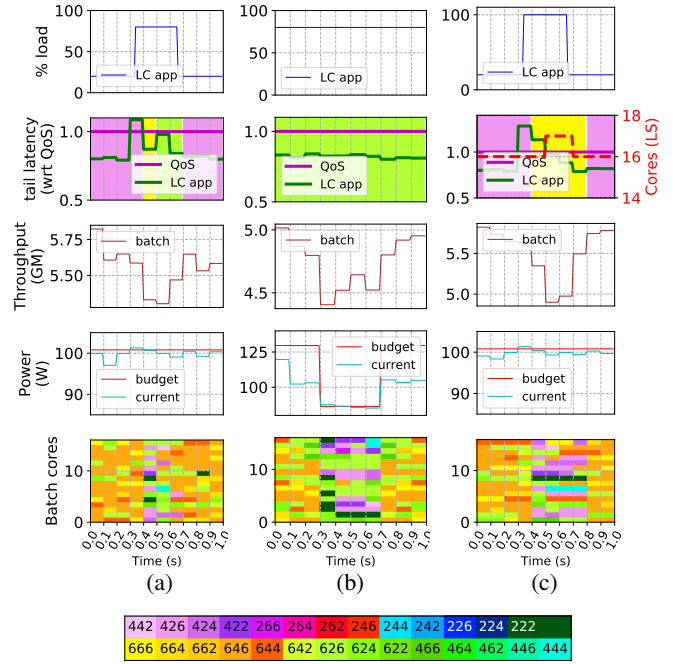 % load
100
50
0
LC app
100
50
0
LC app
100
50
0
LC app
tail latency
(wrt QoS)
1.0
0.5
QoS
LC app
1.0
0.5
QoS
LC app
1.0
0.5
QoS
LC app
18
17
16
15
14
Cores (LS)
Throughput
(GM)
5.75
5.50
batch
5.0
4.5
batch
5.5
5.0
batch
Power
(W)
100
90
budget
current
125
100
budget
current
100
90
budget
current
Batch cores
10
0
10
0
10
0
0.0 0.1 0.2 0.3 0.4 0.5 0.6 0.7 0.8 0.9 1.0
0.0 0.1 0.2 0.3 0.4 0.5 0.6 0.7 0.8 0.9 1.0
0.0 0.1 0.2 0.3 0.4 0.5 0.6 0.7 0.8 0.9 1.0
Time (s)
Time (s)
Time (s)
(a)
(b)
(c)
442 426 424 422 266 264 262 246 244 242 226 224 222
666 664 662 646 644 642 626 624 622 466 464 462 446 444